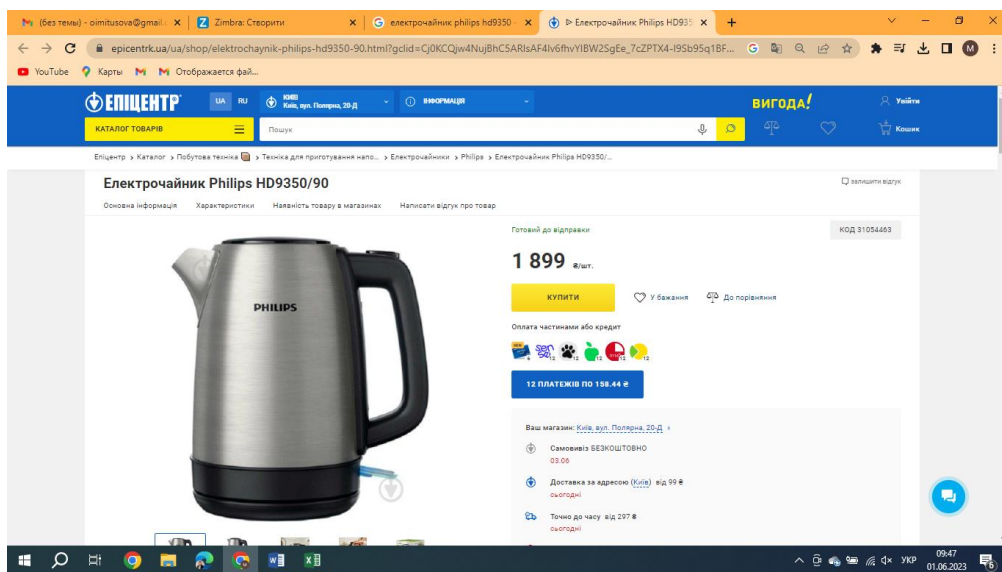 (без темы) - oimitusova@gmail.c
Zimbra: Створити
електрочайник philips hd9350 -
ᐈ Електрочайник Philips HD935
epicentrk.ua/ua/shop/elektrochaynik-philips-hd9350-90.html?gclid=Cj0KCQjw4NujBhC5ARIsAF4Iv6fhvYIBW2SgEe_7cZPTX4-I9Sb95q1BF...
YouTube Карты Отображается фай...
ЕПІЦЕНТР UA RU КИЇВ
Київ, вул. Полярна, 20-Д ІНФОРМАЦІЯ ВИГОДА! Увійти
КАТАЛОГ ТОВАРІВ Пошук Кошик
Епіцентр > Каталог > Побутова техніка > Техніка для приготування напо... > Електрочайники > Philips > Електрочайник Philips HD9350/...
Електрочайник Philips HD9350/90
залишити відгук
Основна інформація Характеристики Наявність товару в магазинах Написати відгук про товар
Готовий до відправки КОД 31054463
1 899 ₴/шт.
КУПИТИ У бажання До порівняння
PHILIPS
Оплата частинами або кредит
12 ПЛАТЕЖІВ ПО 158.44 ₴
Ваш магазин: Київ, вул. Полярна, 20-Д >
Самовивіз БЕЗКОШТОВНО
03.06
Доставка за адресою (Київ) від 99 ₴
сьогодні
Точно до часу від 297 ₴
сьогодні
УКР
09:47
01.06.2023